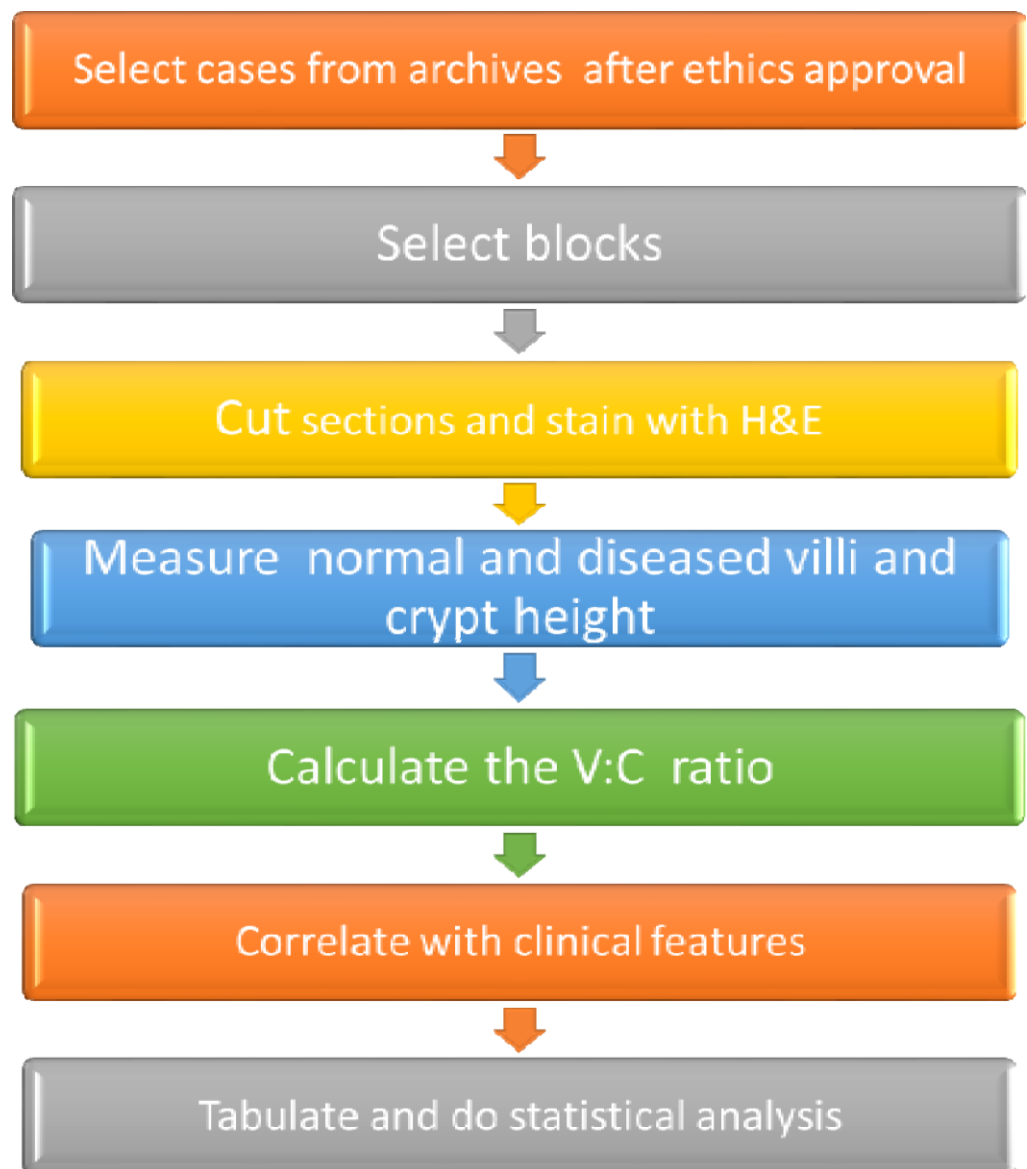 Select cases from archives after ethics approval
Select blocks
Cut sections and stain with H&E
Measure normal and diseased villi and
crypt height
Calculate the V:C ratio
Correlate with clinical features
Tabulate and do statistical analysis